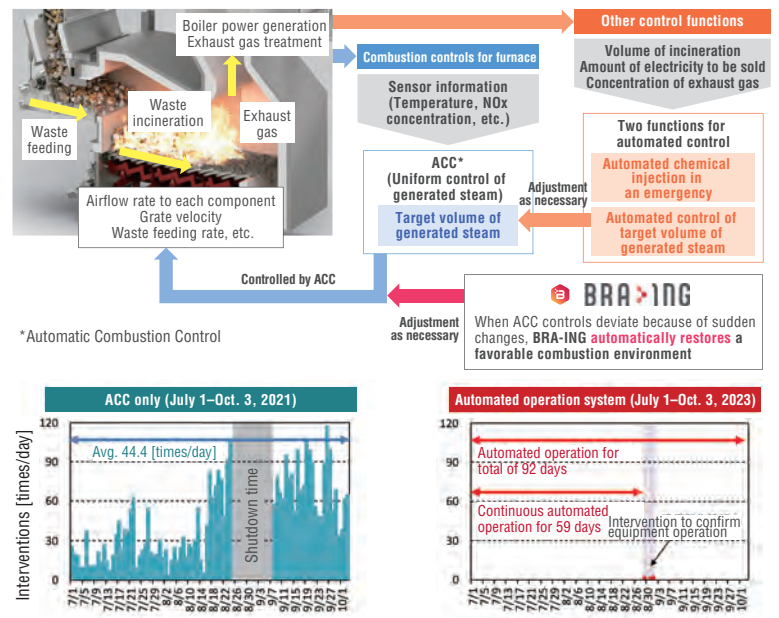 Boiler power generation
Exhaust gas treatment
Waste
feeding
Waste
incineration
Exhaust
gas
Airflow rate to each component
Grate velocity
Waste feeding rate, etc.
Combustion controls for furnace
Sensor information
(Temperature, NOx
concentration, etc.)
ACC*
(Uniform control of
generated steam)
Target volume of
generated steam
Other control functions
Volume of incineration
Amount of electricity to be sold
Concentration of exhaust gas
Two functions for
automated control
Automated chemical
injection in
an emergency
Automated control of
target volume of
generated steam
Adjustment
as necessary
Controlled by ACC
Adjustment
as necessary
BRA>ING
When ACC controls deviate because of sudden
changes, BRA-ING automatically restores a
favorable combustion environment
*Automatic Combustion Control
ACC only (July 1–Oct. 3, 2021)
Interventions [times/day]
120
90
60
30
0
Avg. 44.4 [times/day]
Shutdown time
7/1
7/5
7/9
7/13
7/17
7/21
7/25
7/29
8/2
8/6
8/10
8/14
8/18
8/22
8/26
8/30
9/3
9/7
9/11
9/15
9/19
9/23
9/27
10/1
Automated operation system (July 1–Oct. 3, 2023)
120
90
60
30
0
Automated operation for
total of 92 days
Continuous automated
operation for 59 days
Intervention to confirm
equipment operation
7/1
7/5
7/9
7/13
7/17
7/21
7/25
7/29
8/2
8/6
8/10
8/14
8/18
8/22
8/26
8/30
9/3
9/7
9/11
9/15
9/19
9/23
9/27
10/1